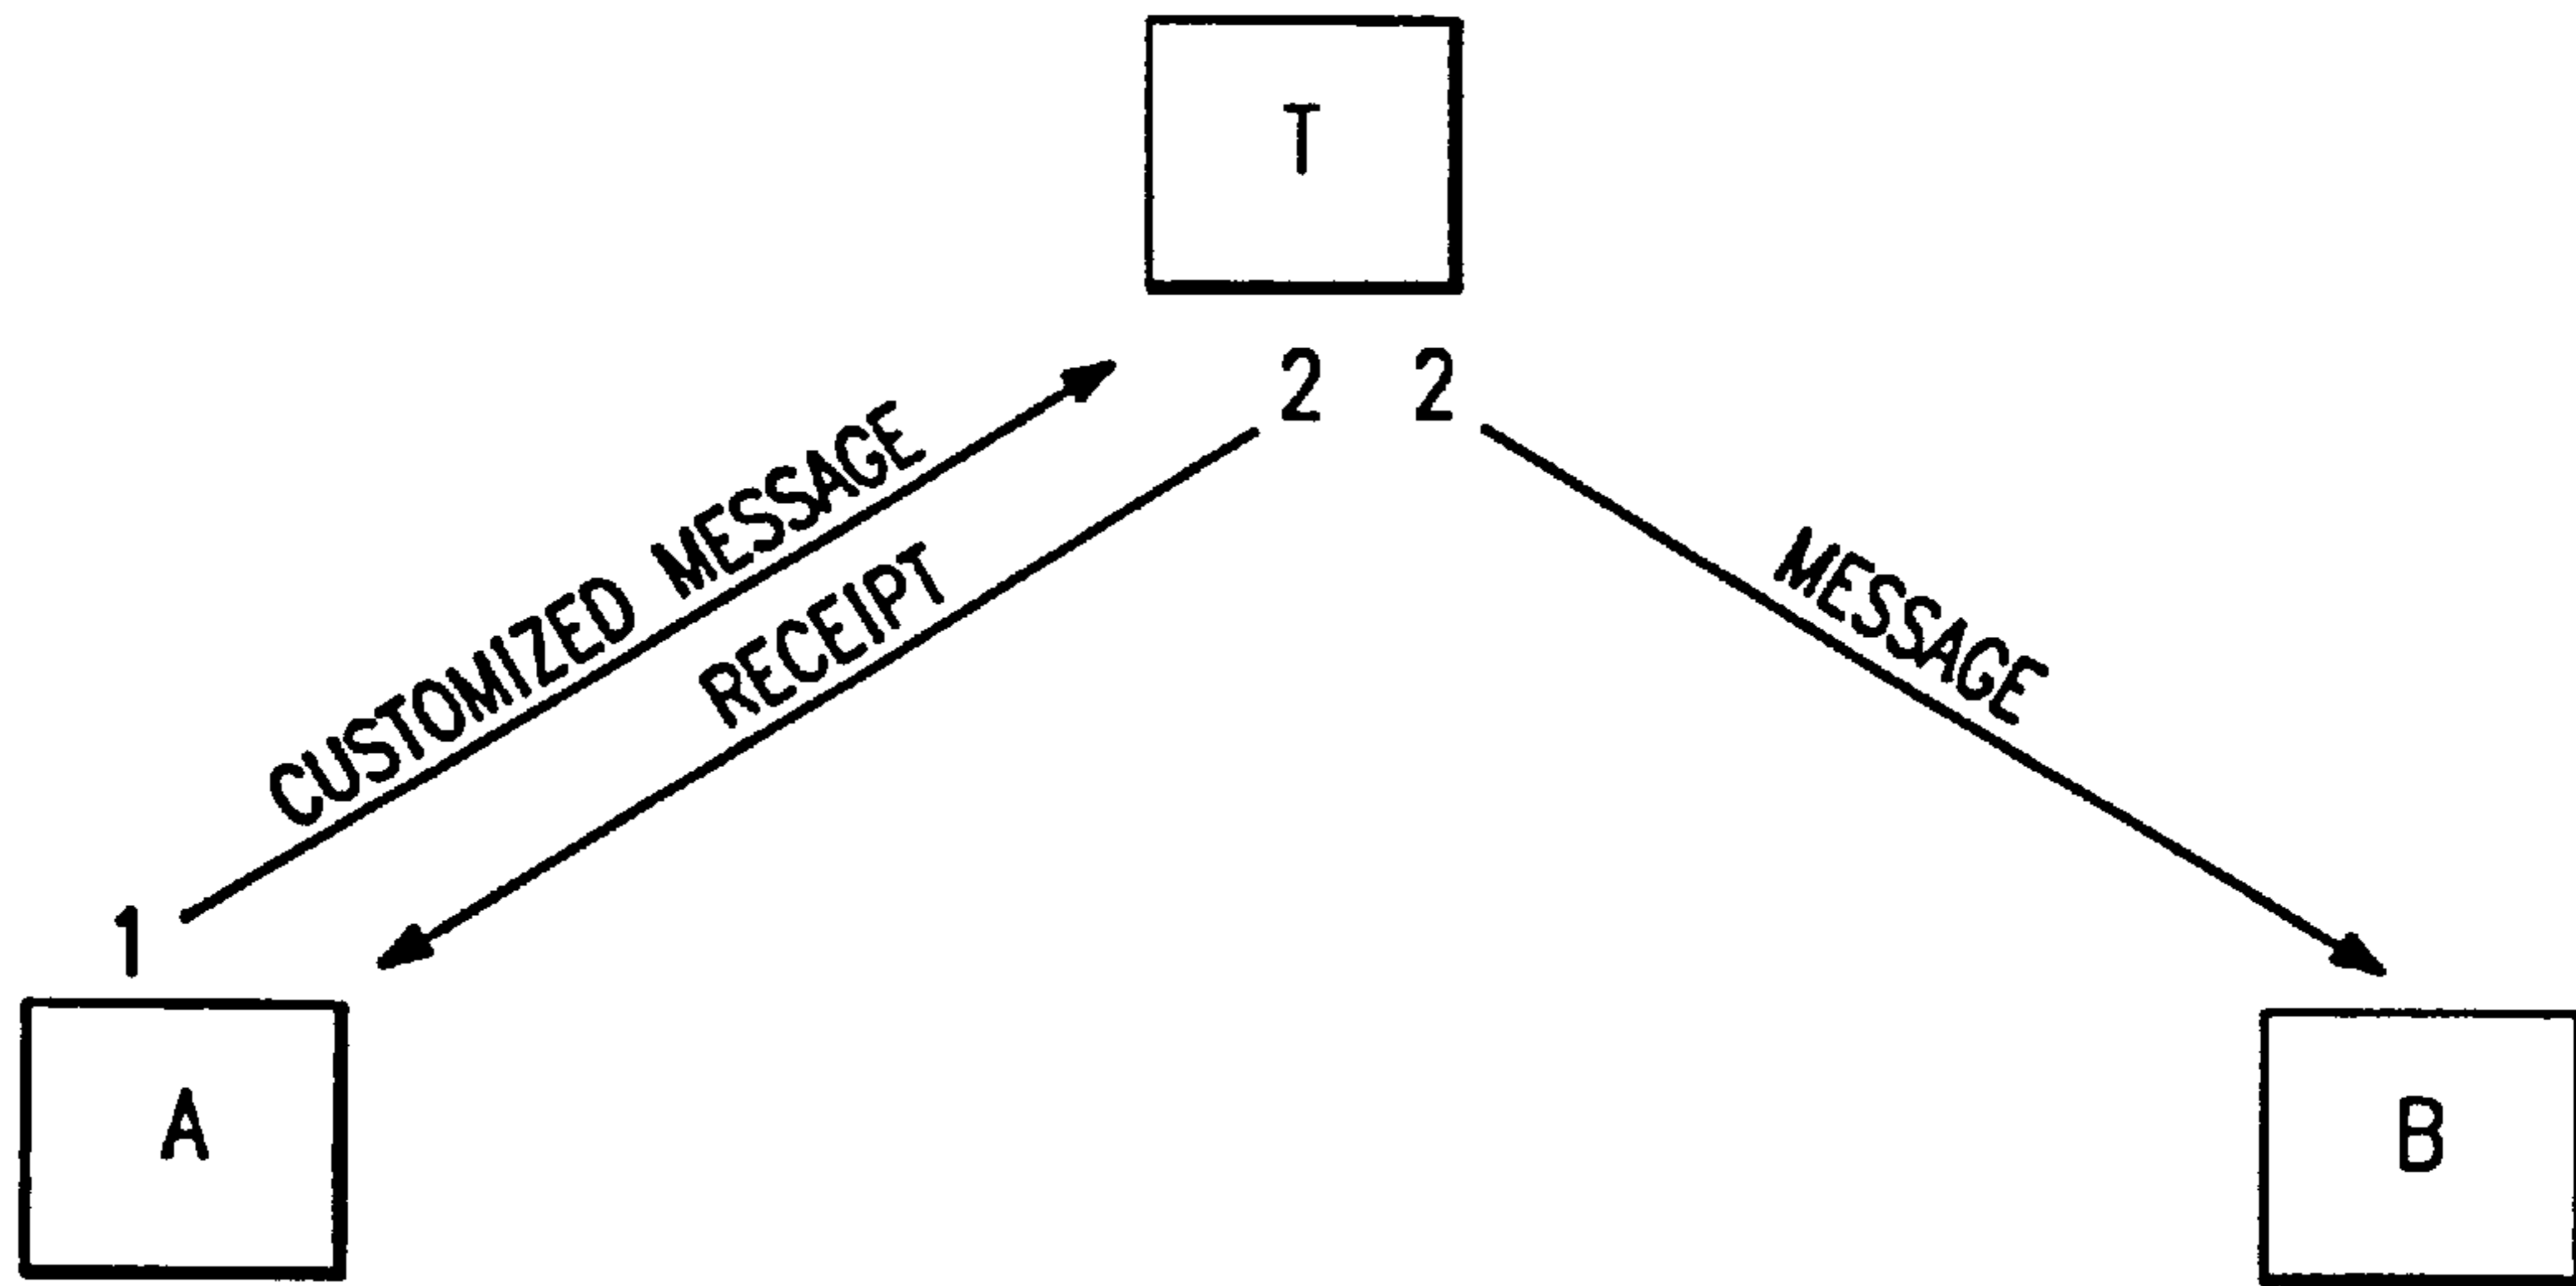 T
2 2
CUSTOMIZED MESSAGE
RECEIPT
MESSAGE
1
A
B